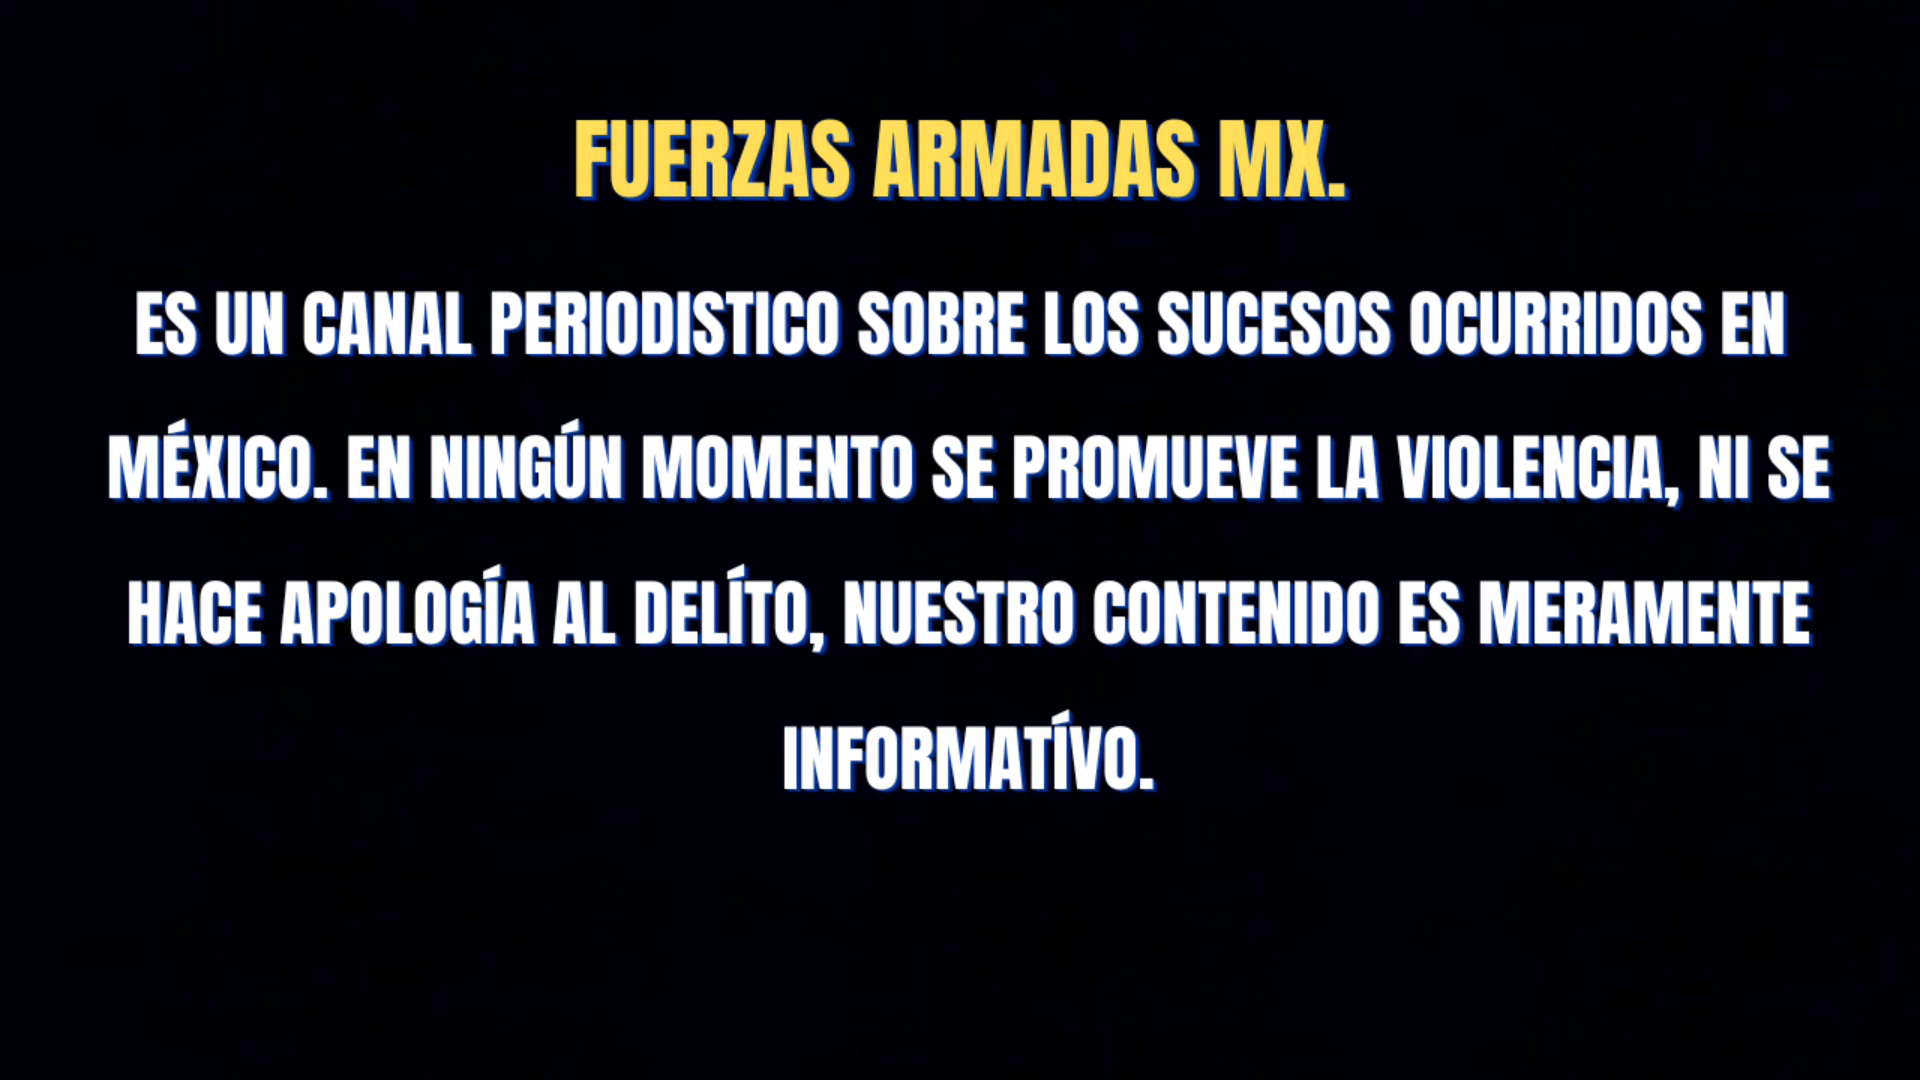 FUERZAS ARMADAS MX.
ES UN CANAL PERIODISTICO SOBRE LOS SUCESOS OCURRIDOS EN
MÉXICO. EN NINGÚN MOMENTO SE PROMUEVE LA VIOLENCIA, NI SE
HACE APOLOGÍA AL DELÍTO, NUESTRO CONTENIDO ES MERAMENTE
INFORMATÍVO.